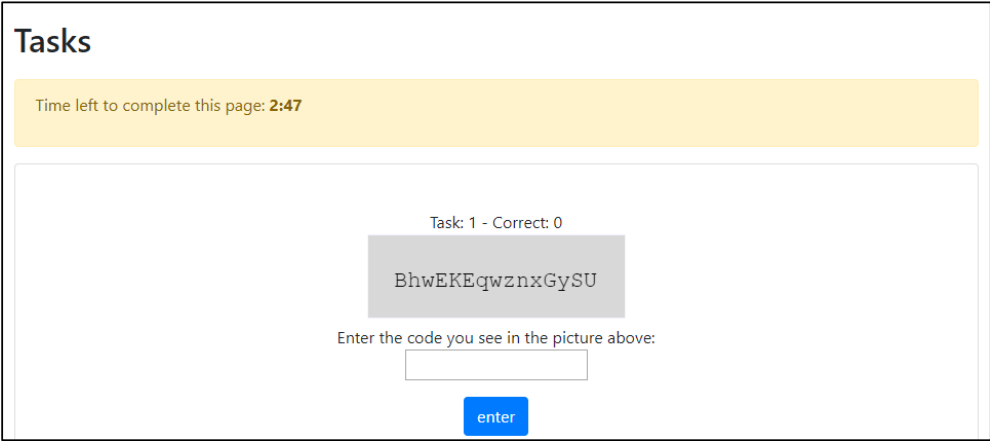 Tasks
Time left to complete this page: 2:47
Task: 1 - Correct: 0
BhwEKEqwznxGySU
Enter the code you see in the picture above:
enter